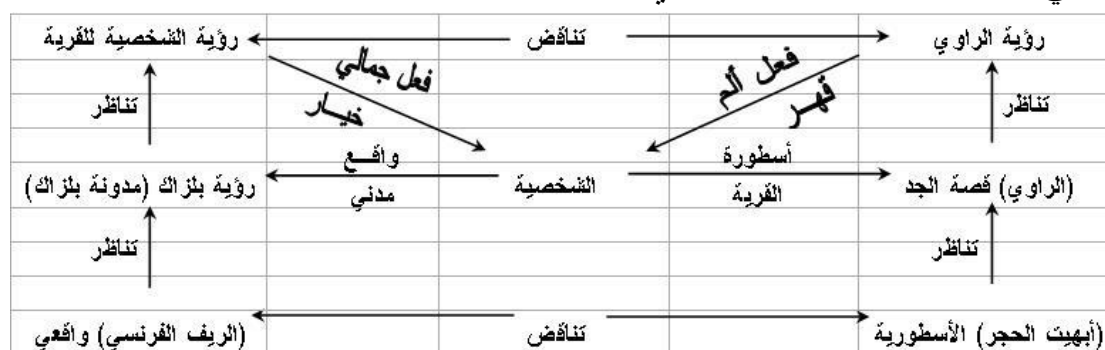 رؤية الراوي
تناقض
رؤية الشخصية للقرية
فعل ألم
قهر
فعل جمالي
خيار
تناظر
تناظر
أسطورة
القرية
واقع
مدني
(الراوي) قصة الجد
الشخصية
رؤية بلزاك (مدونة بلزاك)
تناظر
تناظر
(أبهيت الحجر) الأسطورية
تناقض
(الريف الفرنسي) واقعي